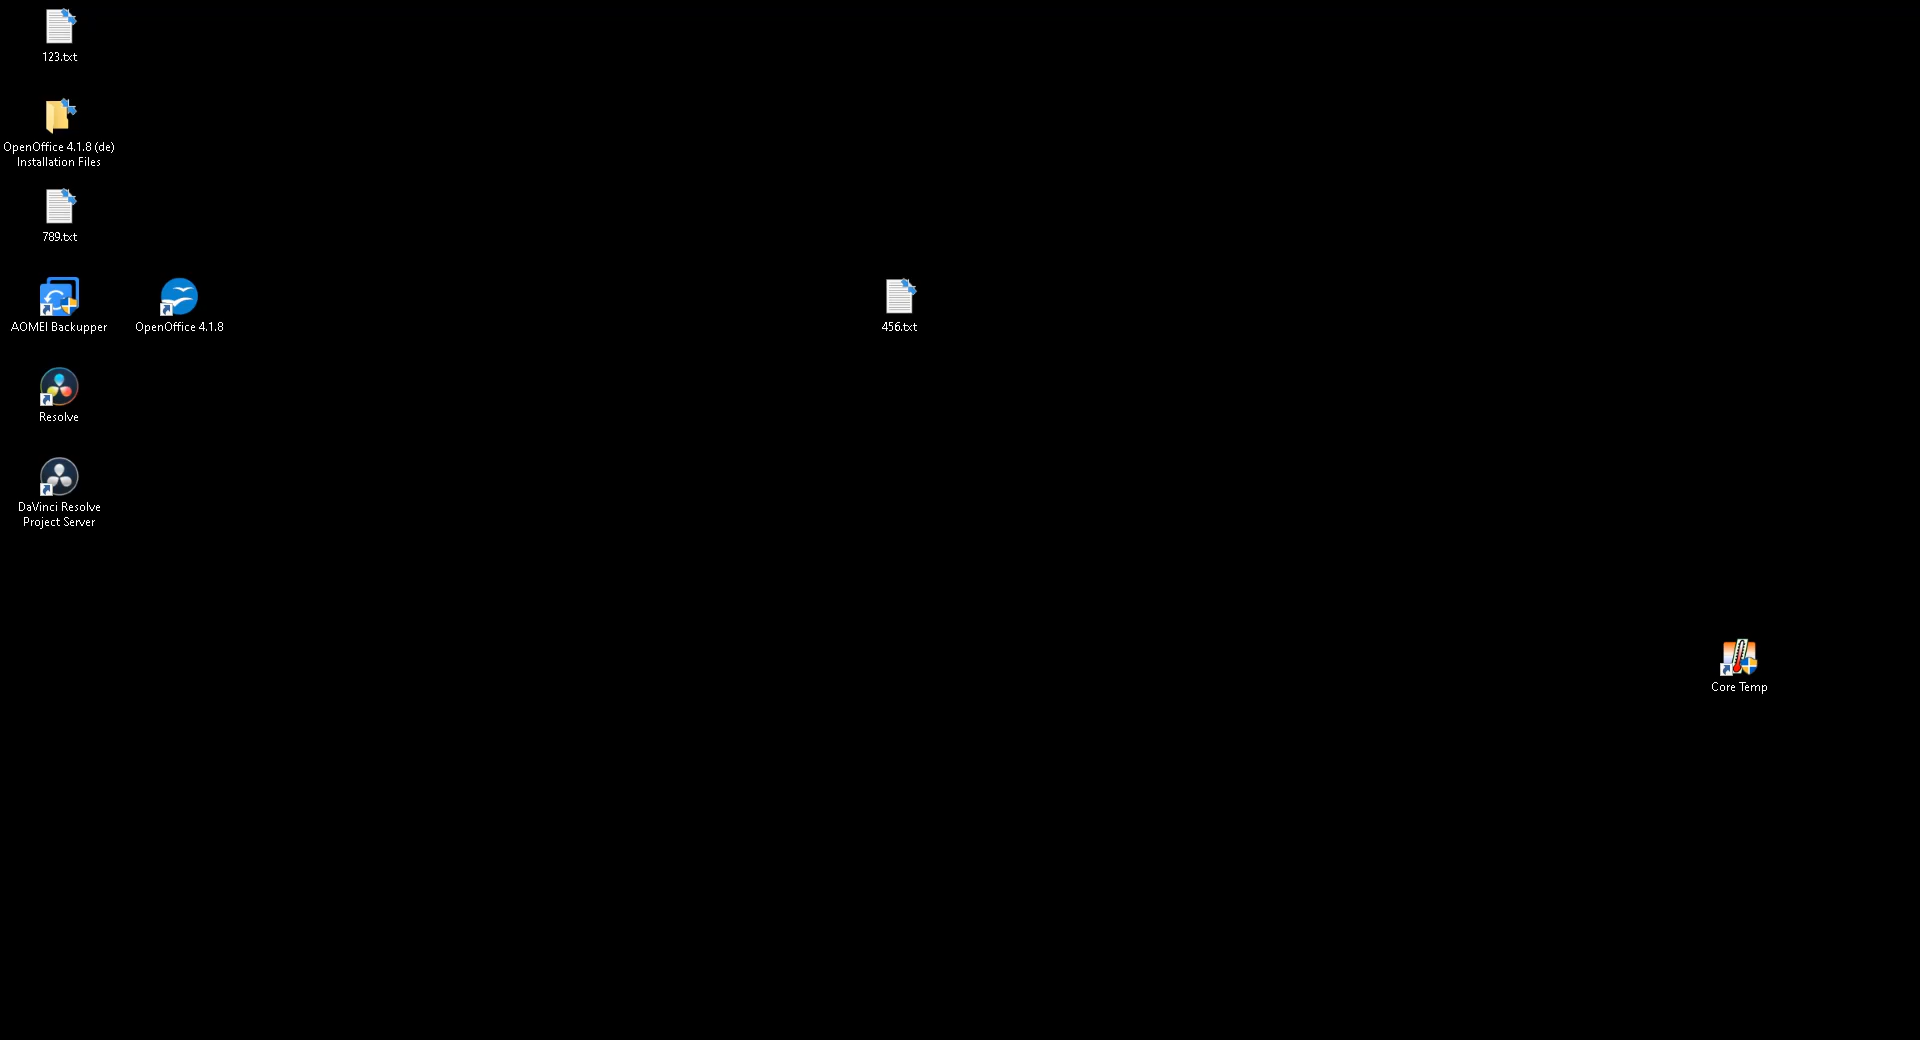 123.txt
OpenOffice 4.1.8 (de)
Installation Files
789.txt
AOMEI Backupper
OpenOffice 4.1.8
456.txt
Resolve
DaVinci Resolve
Project Server
Core Temp